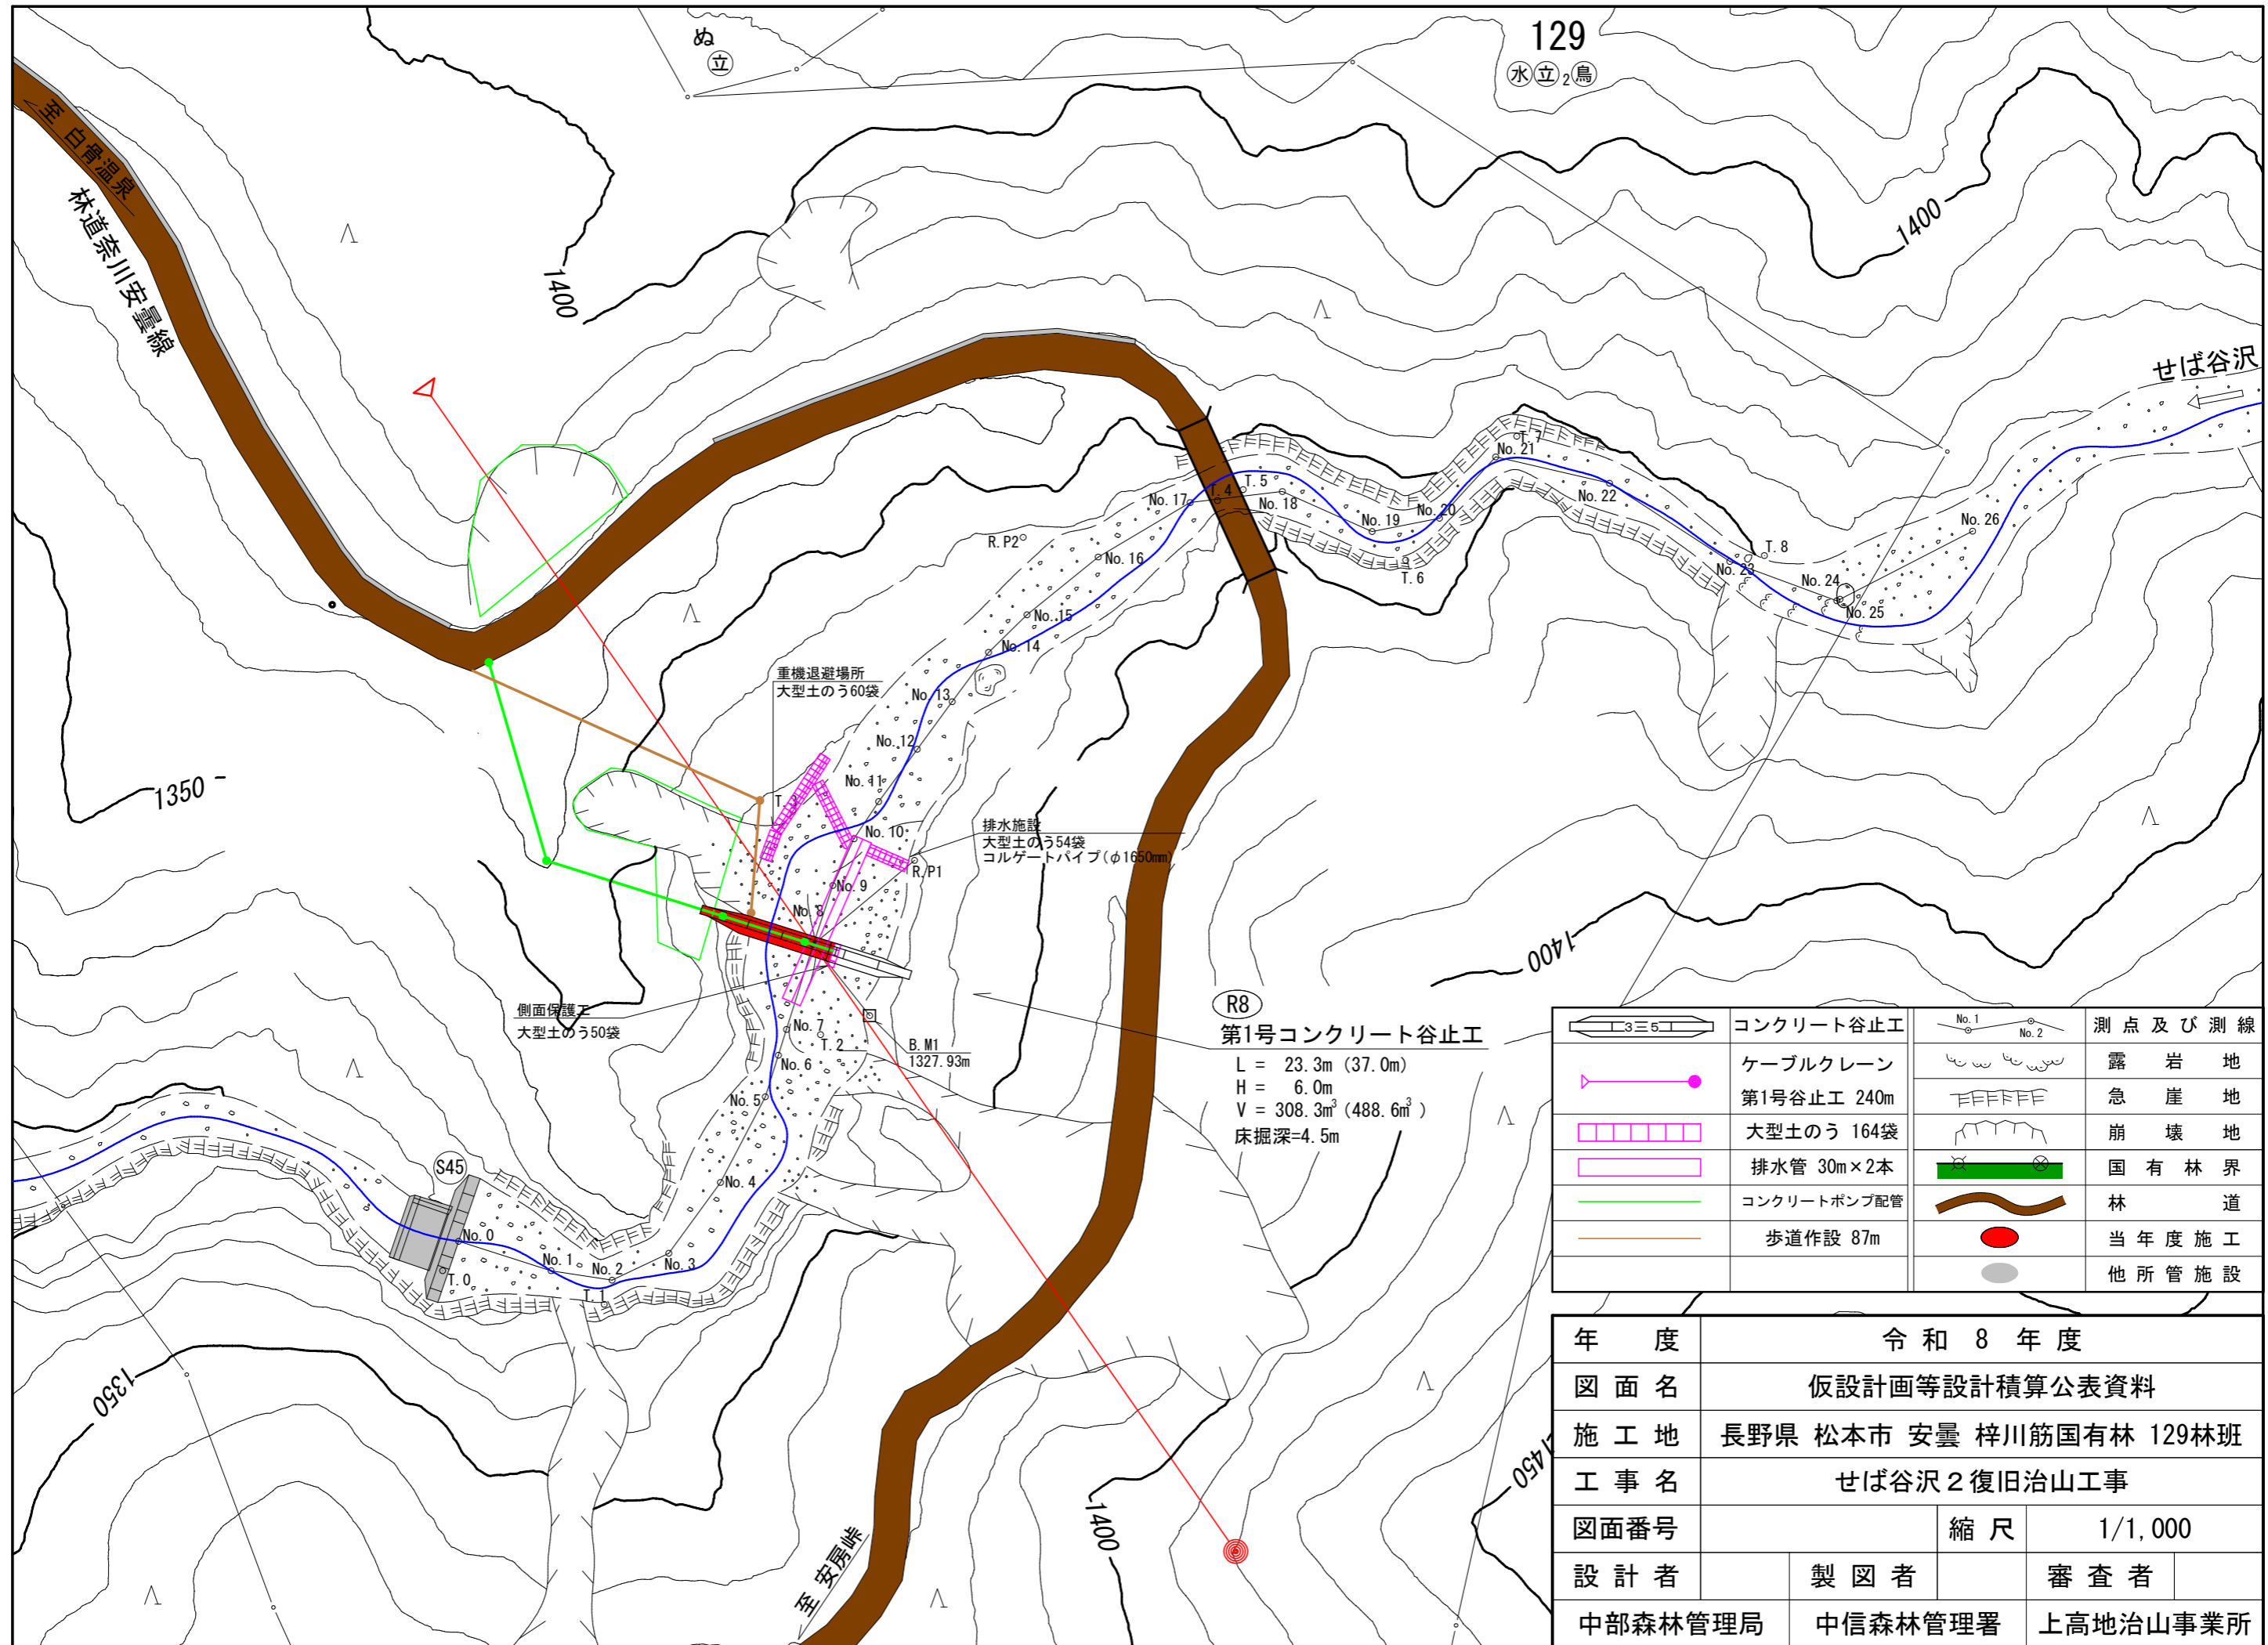 ぬ
立
129
水立2鳥
至 白骨温泉
林道奈川安曇線
1400
1400
せば谷沢
No.21
T.7
No.22
No.17
T.4
T.5
No.18
No.19
No.20
No.26
R.P2
No.16
T.6
T.8
No.23
No.24
No.25
No.15
No.14
重機退避場所
大型土のう60袋
No.13
No.12
No.11
T.3
1350
No.10
排水施設
大型土のう54袋
コルゲートパイプ(φ1650mm)
R.P1
No.9
No.8
1400
側面保護工
大型土のう50袋
No.7
T.2
No.6
B.M1
1327.93m
No.5
R8
第1号コンクリート谷止工
L = 23.3m (37.0m)
H = 6.0m
V = 308.3m³ (488.6m³)
床掘深=4.5m
S45
No.4
No.0
No.1
No.2
No.3
T.0
T.1
1350
1400
1450
至 安房峠
3三5
コンクリート谷止工
No.1
No.2
測点及び測線
ケーブルクレーン
第1号谷止工 240m
露岩地
急崖地
大型土のう 164袋
崩壊地
排水管 30m×2本
国有林界
コンクリートポンプ配管
林道
歩道作設 87m
当年度施工
他所管施設
年度 令和 8 年度
図面名 仮設計画等設計積算公表資料
施工地 長野県 松本市 安曇 梓川筋国有林 129林班
工事名 せば谷沢2復旧治山工事
図面番号 縮尺 1/1,000
設計者 製図者 審査者
中部森林管理局 中信森林管理署 上高地治山事業所